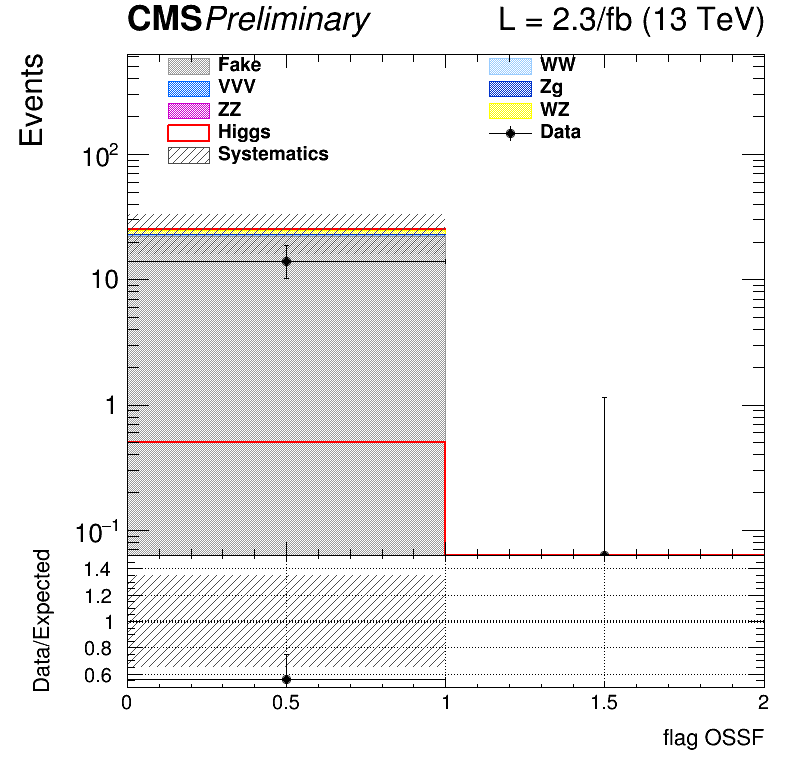 CMS Preliminary L = 2.3/fb (13 TeV)
Events
Fake WW
VVV Zg
ZZ WZ
Higgs Data
Systematics
10²
10
1
10⁻¹
Data/Expected
1.4
1.2
1
0.8
0.6
0 0.5 1 1.5 2
flag OSSF